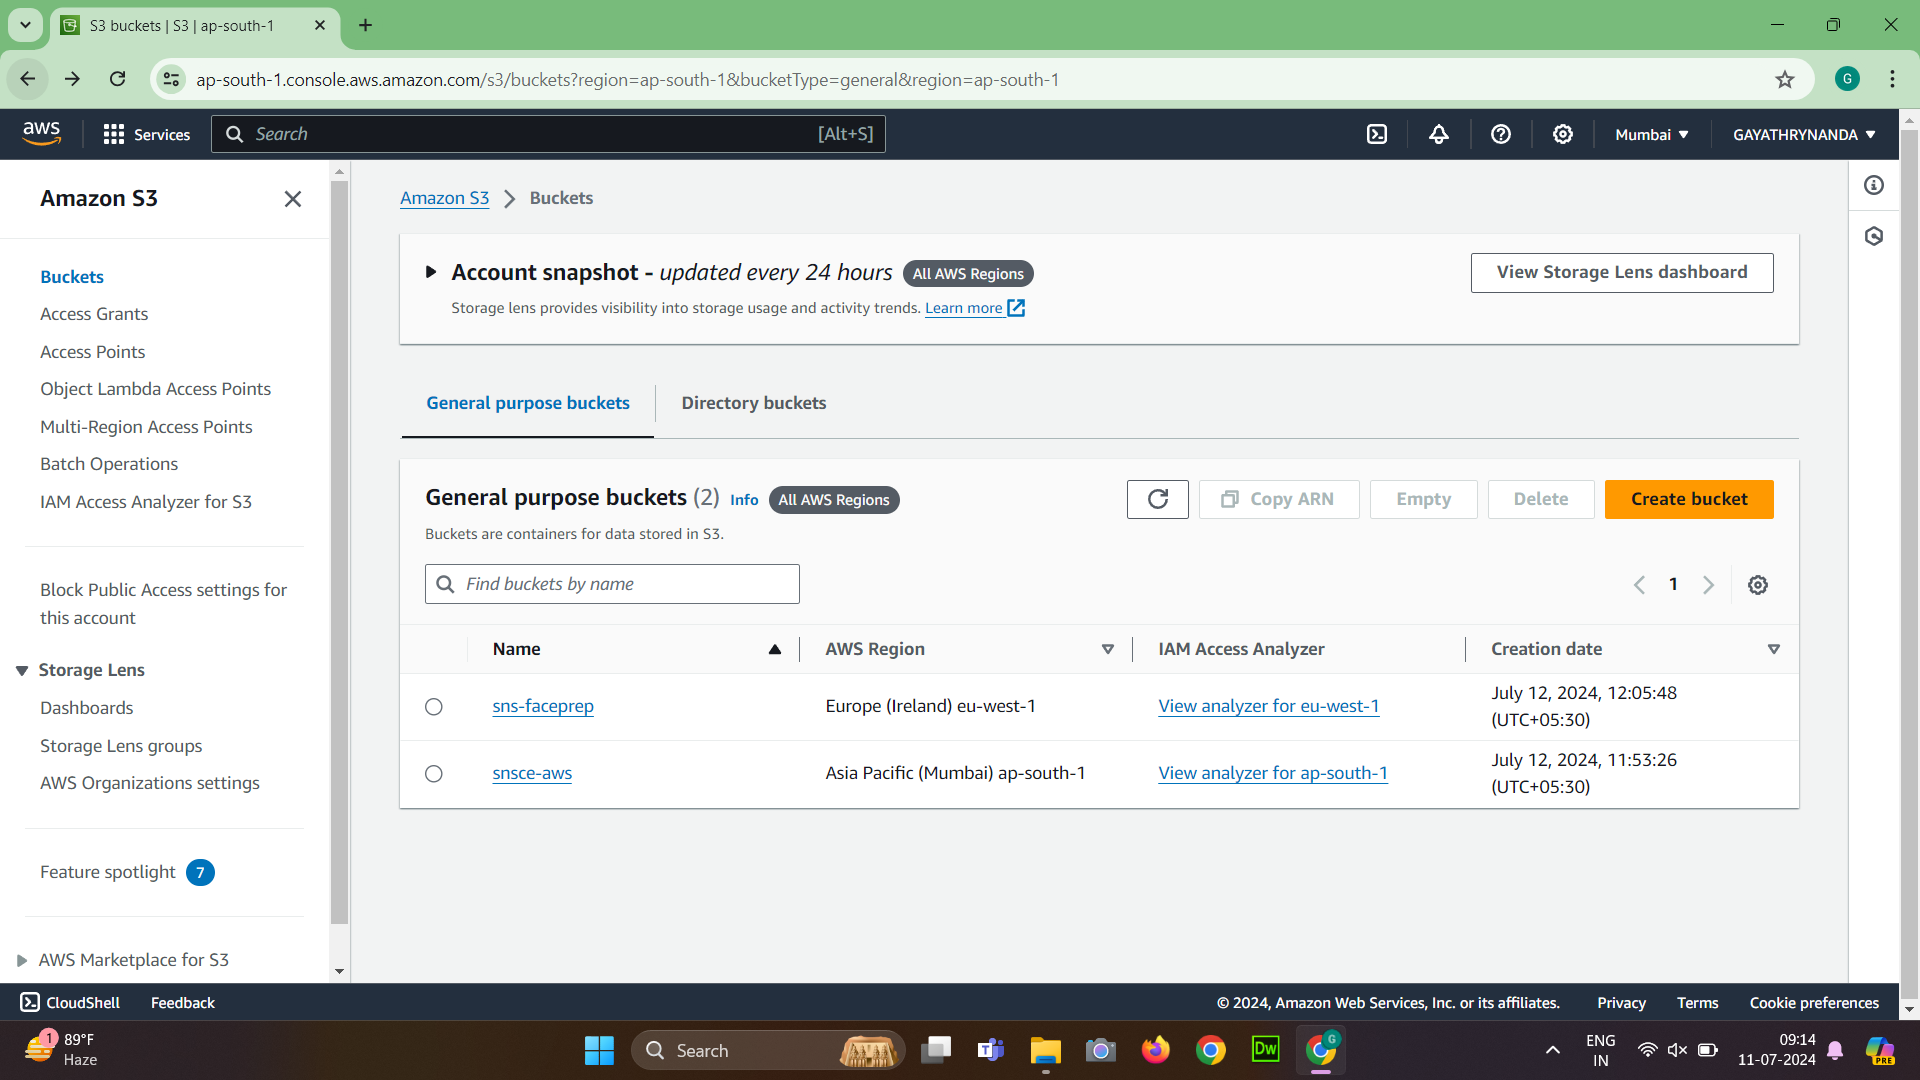 S3 buckets | S3 | ap-south-1
ap-south-1.console.aws.amazon.com/s3/buckets?region=ap-south-1&bucketType=general&region=ap-south-1
G
aws
Services
Search
[Alt+S]
Mumbai
GAYATHRYNANDA
Amazon S3
Buckets
Access Grants
Access Points
Object Lambda Access Points
Multi-Region Access Points
Batch Operations
IAM Access Analyzer for S3
Block Public Access settings for
this account
Storage Lens
Dashboards
Storage Lens groups
AWS Organizations settings
Feature spotlight 7
AWS Marketplace for S3
Amazon S3 > Buckets
Account snapshot - updated every 24 hours All AWS Regions
Storage lens provides visibility into storage usage and activity trends. Learn more
View Storage Lens dashboard
General purpose buckets
Directory buckets
General purpose buckets (2) Info All AWS Regions
Buckets are containers for data stored in S3.
Copy ARN
Empty
Delete
Create bucket
Find buckets by name
1
Name AWS Region IAM Access Analyzer Creation date
sns-faceprep Europe (Ireland) eu-west-1 View analyzer for eu-west-1 July 12, 2024, 12:05:48
(UTC+05:30)
snsce-aws Asia Pacific (Mumbai) ap-south-1 View analyzer for ap-south-1 July 12, 2024, 11:53:26
(UTC+05:30)
CloudShell Feedback © 2024, Amazon Web Services, Inc. or its affiliates. Privacy Terms Cookie preferences
1
89°F
Haze
Search
T
Dw
G
ENG
IN
09:14
11-07-2024
PRE